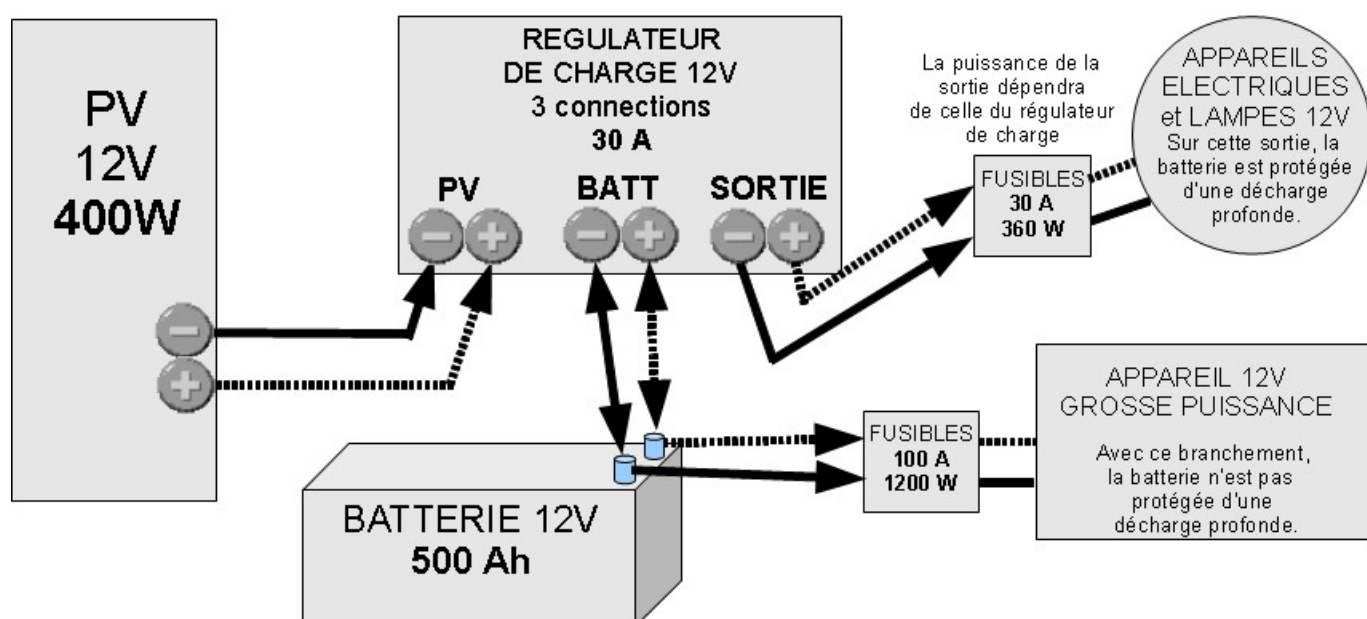 PV
12V
400W
REGULATEUR
DE CHARGE 12V
3 connections
30 A
PV
BATT
SORTIE
La puissance de la
sortie dépendra
de celle du régulateur
de charge
FUSIBLES
30 A
360 W
APPAREILS
ELECTRIQUES
et LAMPES 12V
Sur cette sortie, la
batterie est protégée
d'une décharge
profonde.
BATTERIE 12V
500 Ah
FUSIBLES
100 A
1200 W
APPAREIL 12V
GROSSE PUISSANCE
Avec ce branchement,
la batterie n'est pas
protégée d'une
décharge profonde.